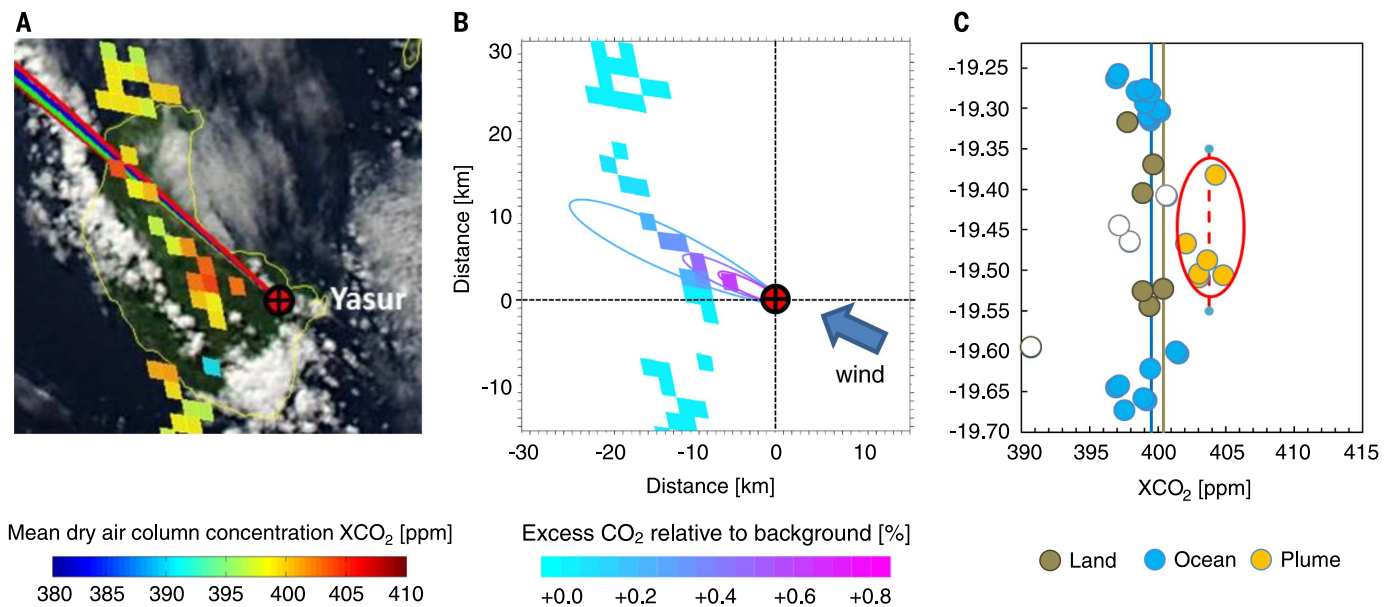 A
Yasur
Mean dry air column concentration XCO₂ [ppm]
380 385 390 395 400 405 410
B
Distance [km]
30
20
10
0
-10
-30 -20 -10 0 10
Distance [km]
wind
Excess CO₂ relative to background [%]
+0.0 +0.2 +0.4 +0.6 +0.8
C
-19.25
-19.30
-19.35
-19.40
-19.45
-19.50
-19.55
-19.60
-19.65
-19.70
390 395 400 405 410 415
XCO₂ [ppm]
Land Ocean Plume